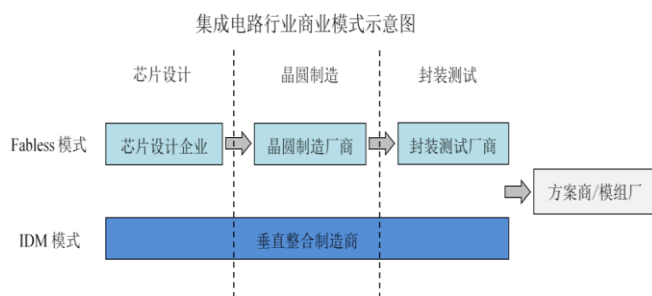 集成电路行业商业模式示意图
芯片设计
晶圆制造
封装测试
Fabless 模式
芯片设计企业
晶圆制造厂商
封装测试厂商
方案商/模组厂
IDM 模式
垂直整合制造商